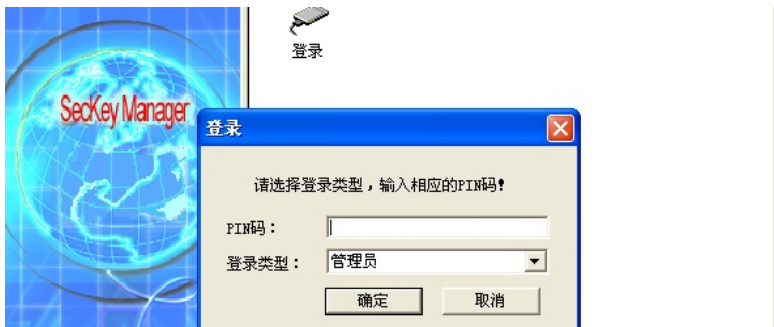 登录
SecKey Manager
登录
请选择登录类型，输入相应的PIN码！
PIN码：
登录类型： 管理员
确定 取消